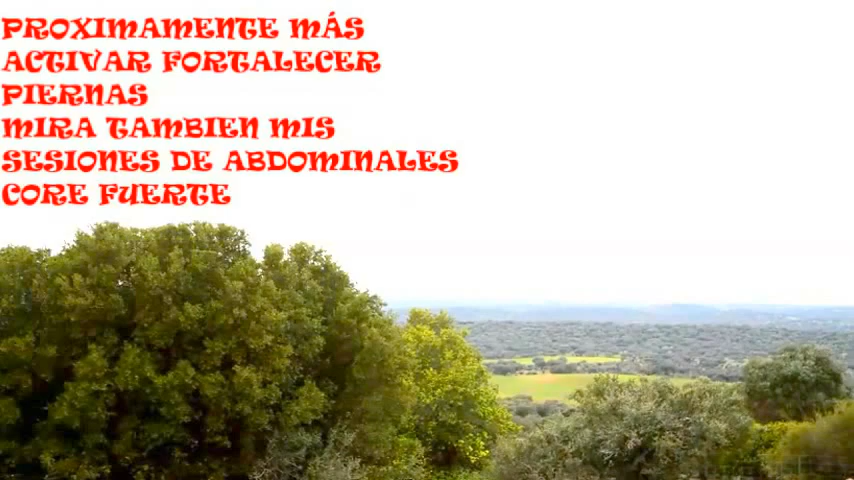 PROXIMAMENTE MÁS
ACTIVAR FORTALECER
PIERNAS
MIRA TAMBIEN MIS
SESIONES DE ABDOMINALES
CORE FUERTE